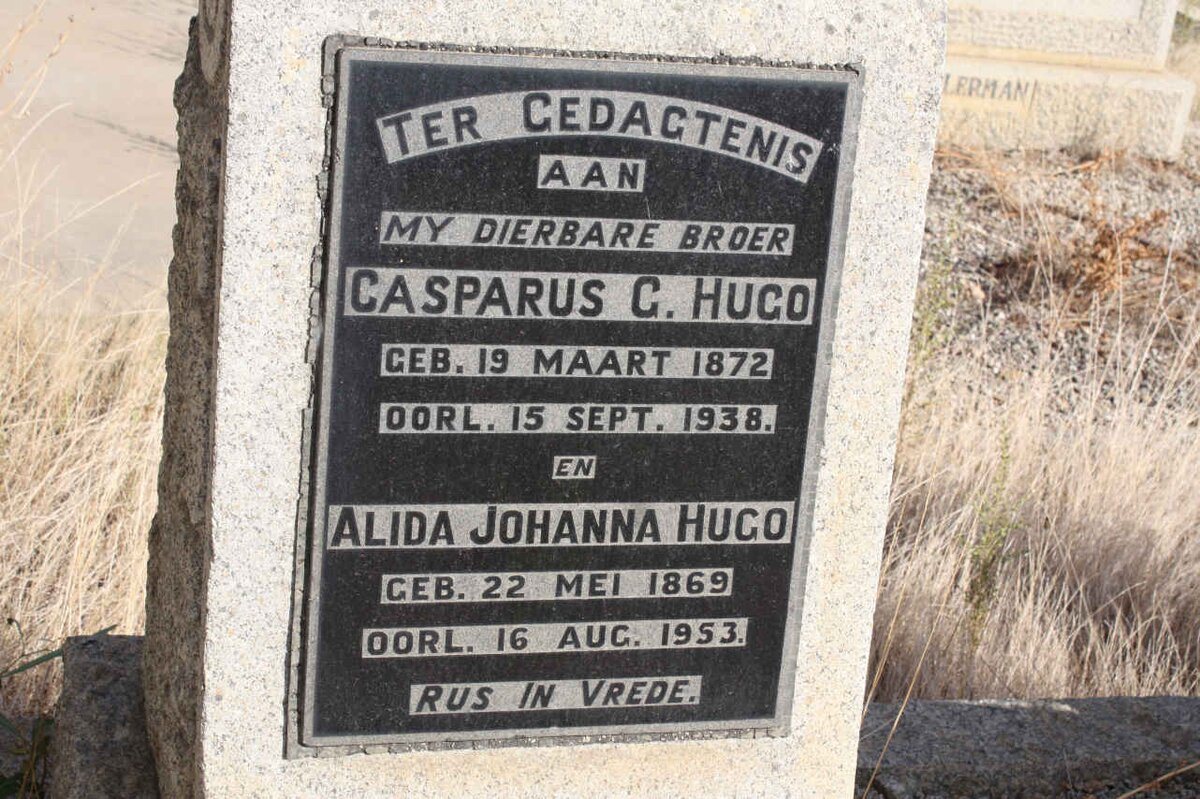 TER GEDAGTENIS
AAN
MY DIERBARE BROER
CASPARUS G. HUGO
GEB. 19 MAART 1872
OORL. 15 SEPT. 1938.
EN
ALIDA JOHANNA HUGO
GEB. 22 MEI 1869
OORL. 16 AUG. 1953.
RUS IN VREDE.